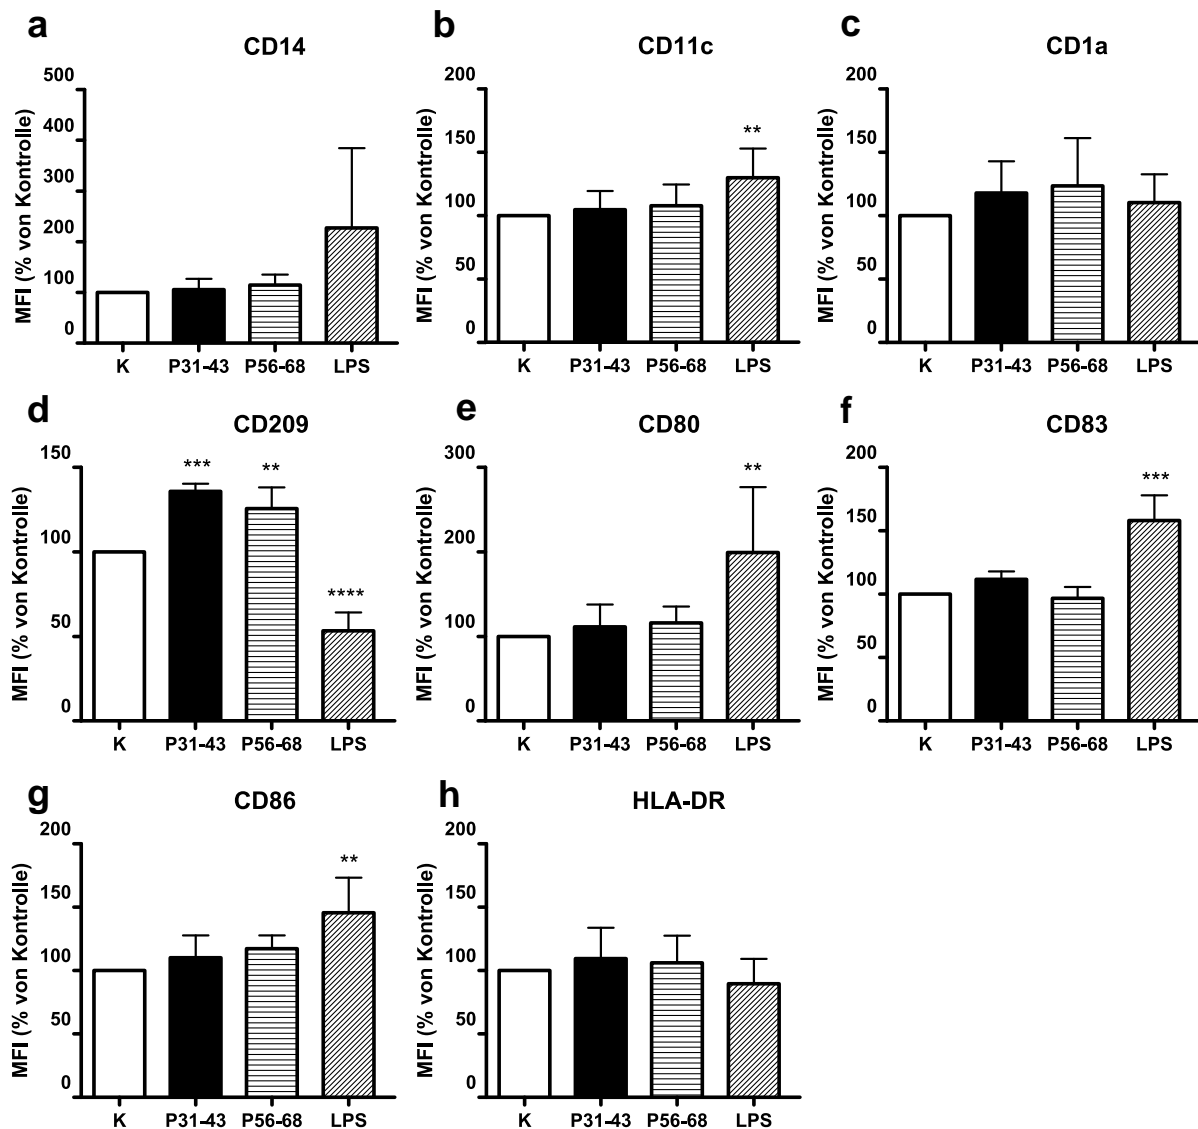 a
CD14
MFI (% von Kontrolle)
500
400
300
200
100
0
K P31-43 P56-68 LPS
b
CD11c
MFI (% von Kontrolle)
200
150
100
50
0
**
K P31-43 P56-68 LPS
c
CD1a
MFI (% von Kontrolle)
200
150
100
50
0
K P31-43 P56-68 LPS
d
CD209
MFI (% von Kontrolle)
150
100
50
0
*** ** ****
K P31-43 P56-68 LPS
e
CD80
MFI (% von Kontrolle)
300
200
100
0
**
K P31-43 P56-68 LPS
f
CD83
MFI (% von Kontrolle)
200
150
100
50
0
***
K P31-43 P56-68 LPS
g
CD86
MFI (% von Kontrolle)
200
150
100
50
0
**
K P31-43 P56-68 LPS
h
HLA-DR
MFI (% von Kontrolle)
200
150
100
50
0
K P31-43 P56-68 LPS